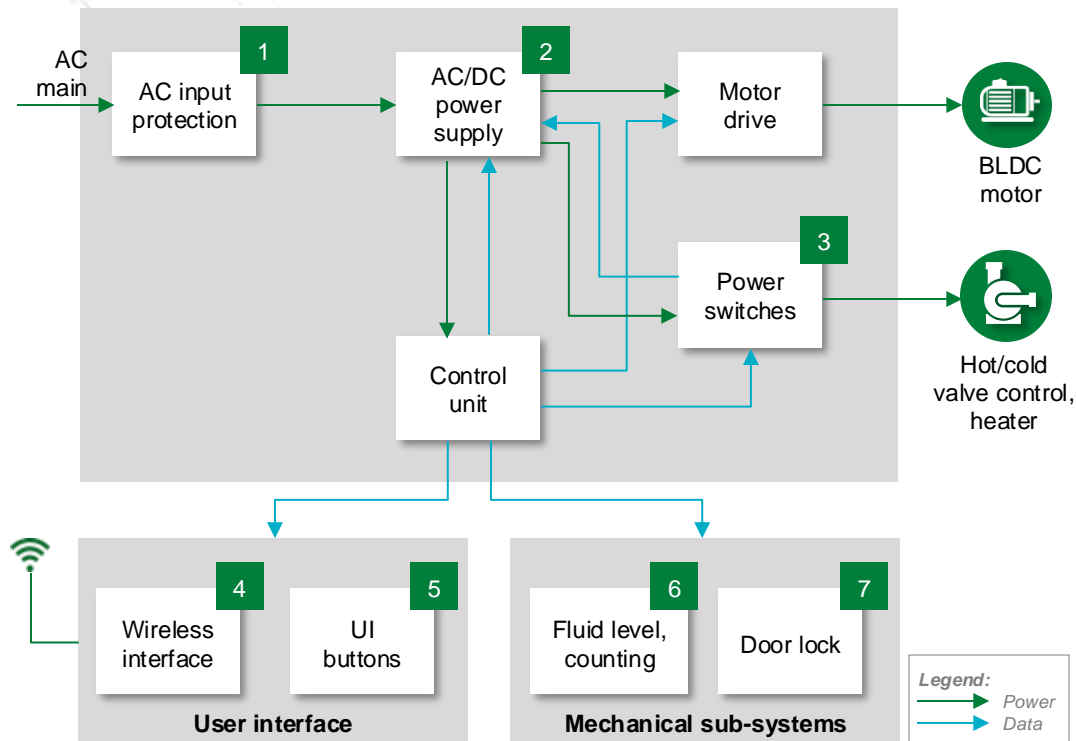 AC
main
1
AC input
protection
2
AC/DC
power
supply
Motor
drive
BLDC
motor
3
Power
switches
Hot/cold
valve control,
heater
Control
unit
4
Wireless
interface
5
UI
buttons
User interface
6
Fluid level,
counting
7
Door lock
Mechanical sub-systems
Legend:
Power
Data